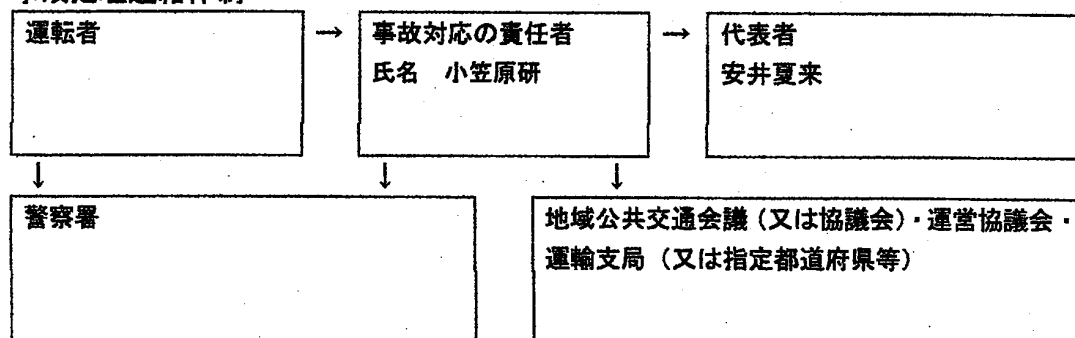 運転者
→
事故対応の責任者
氏名 小笠原研
→
代表者
安井夏来
↓
↓
↓
警察署
地域公共交通会議(又は協議会)・運営協議会・
運輸支局(又は指定都道府県等)